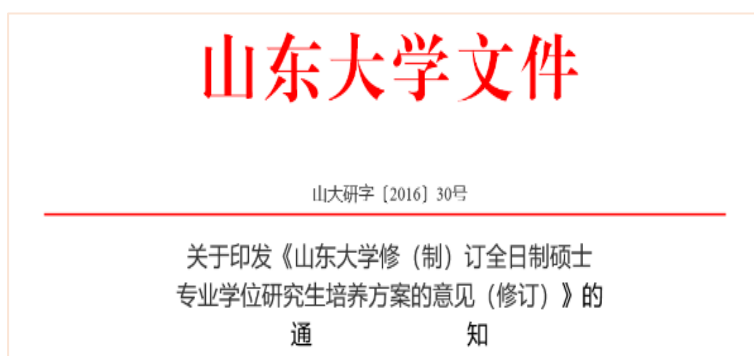 山东大学文件
山大研字〔2016〕30号
关于印发《山东大学修（制）订全日制硕士
专业学位研究生培养方案的意见（修订）》的
通 知